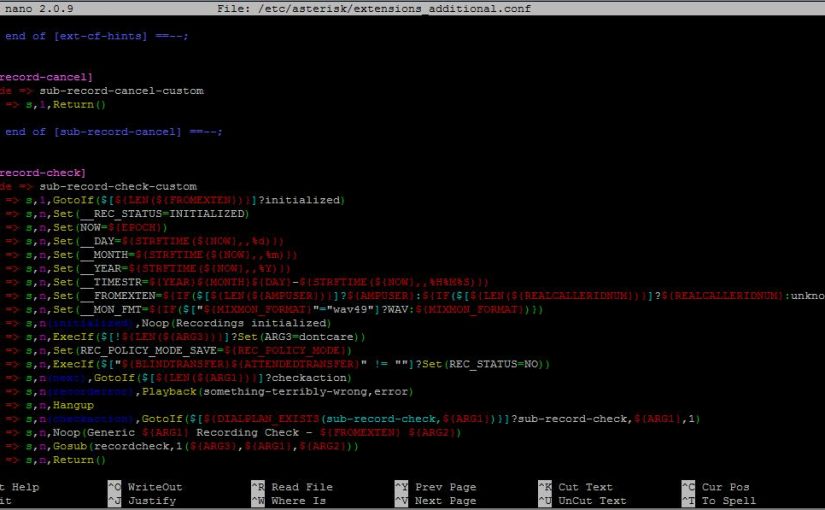 nano 2.0.9 File: /etc/asterisk/extensions_additional.conf
end of [ext-cf-hints] ==--;
record-cancel]
de => sub-record-cancel-custom
=> s,1,Return()
end of [sub-record-cancel] ==--;
record-check]
de => sub-record-check-custom
=> s,1,GotoIf($[${LEN(${FROMEXTEN})}]?initialized)
=> s,n,Set(__REC_STATUS=INITIALIZED)
=> s,n,Set(NOW=${EPOCH})
=> s,n,Set(__DAY=${STRFTIME(${NOW},,%d)})
=> s,n,Set(__MONTH=${STRFTIME(${NOW},,%m)})
=> s,n,Set(__YEAR=${STRFTIME(${NOW},,%Y)})
=> s,n,Set(__TIMESTR=${YEAR}${MONTH}${DAY}-${STRFTIME(${NOW},,%H%M%S)})
=> s,n,Set(__FROMEXTEN=${IF($[${LEN(${AMPUSER})}]?${AMPUSER}:${IF($[${LEN(${REALCALLERIDNUM})}]?${REALCALLERIDNUM}:unkno
=> s,n,Set(__MON_FMT=${IF($["${MIXMON_FORMAT}"="wav49"]?WAV:${MIXMON_FORMAT})})
=> s,n(initialized),Noop(Recordings initialized)
=> s,n,ExecIf($[!${LEN(${ARG3})}]?Set(ARG3=dontcare))
=> s,n,Set(REC_POLICY_MODE_SAVE=${REC_POLICY_MODE})
=> s,n,ExecIf($["${BLINDTRANSFER}${ATTENDEDTRANSFER}" != ""]?Set(REC_STATUS=NO))
=> s,n(next),GotoIf($[${LEN(${ARG1})}]?checkaction)
=> s,n(recorderror),Playback(something-terribly-wrong,error)
=> s,n,Hangup
=> s,n(checkaction),GotoIf($[${DIALPLAN_EXISTS(sub-record-check,${ARG1})}]?sub-record-check,${ARG1},1)
=> s,n,Noop(Generic ${ARG1} Recording Check - ${FROMEXTEN} ${ARG2})
=> s,n,Gosub(recordcheck,1(${ARG3},${ARG1},${ARG2}))
=> s,n,Return()
t Help ^O WriteOut ^R Read File ^Y Prev Page ^K Cut Text ^C Cur Pos
it ^J Justify ^W Where Is ^V Next Page ^U UnCut Text ^T To Spell